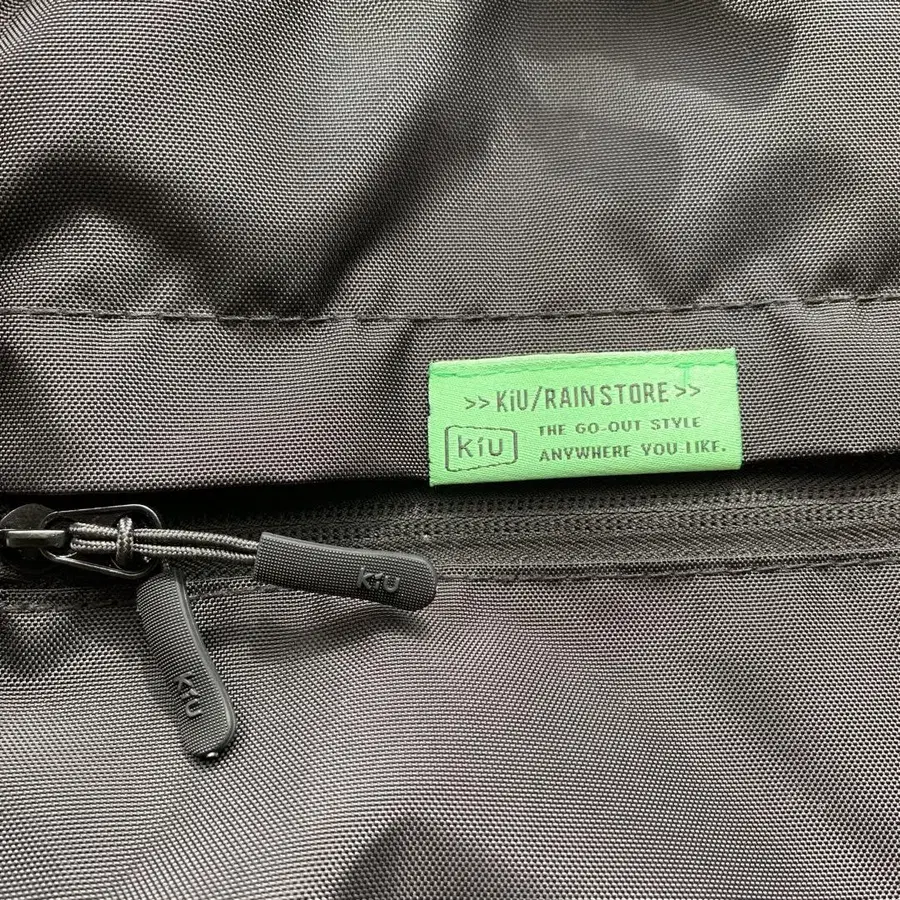 >> KiU/RAINSTORE >>
KiU
THE GO-OUT STYLE
ANYWHERE YOU LIKE.
KiU
KiU